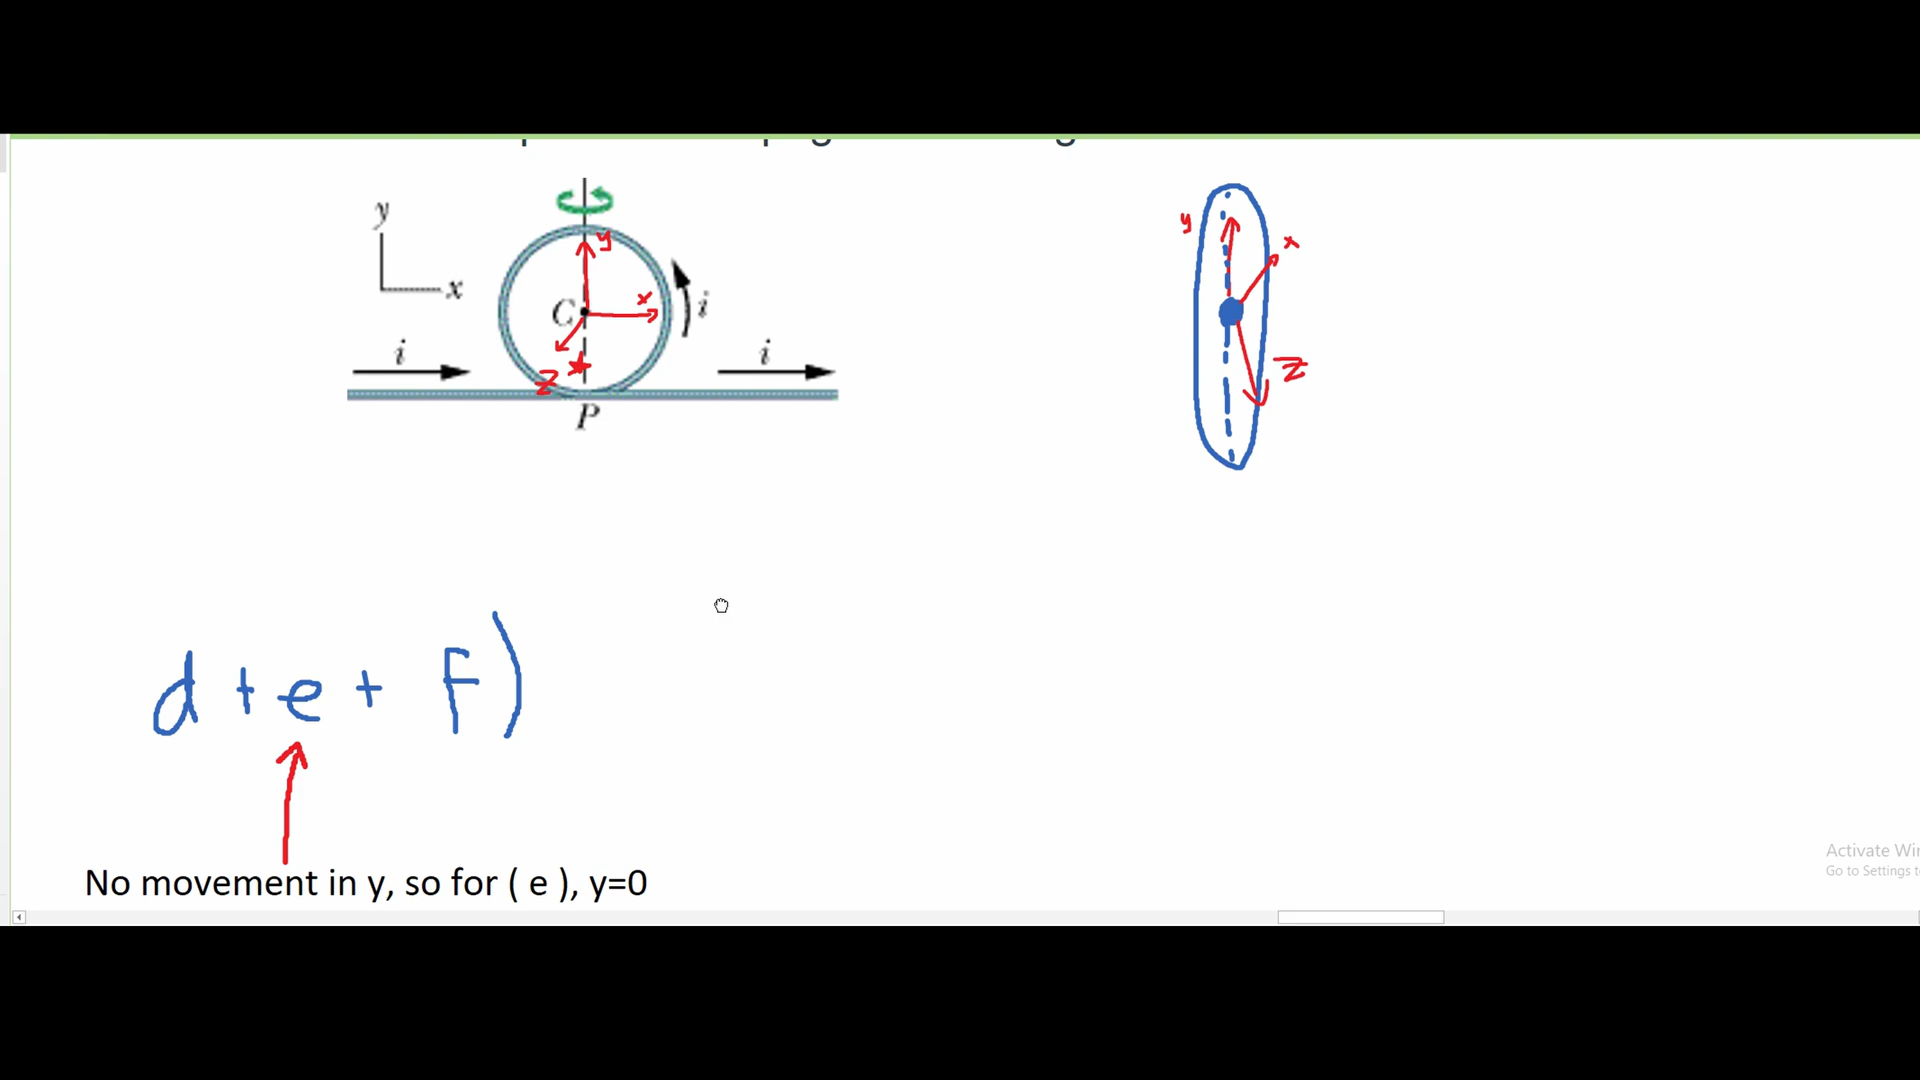 y
x
C
i
i
i
P
y
x
z
y
x
z
d + e + f )
No movement in y, so for ( e ), y=0
Activate Wi
Go to Settings t